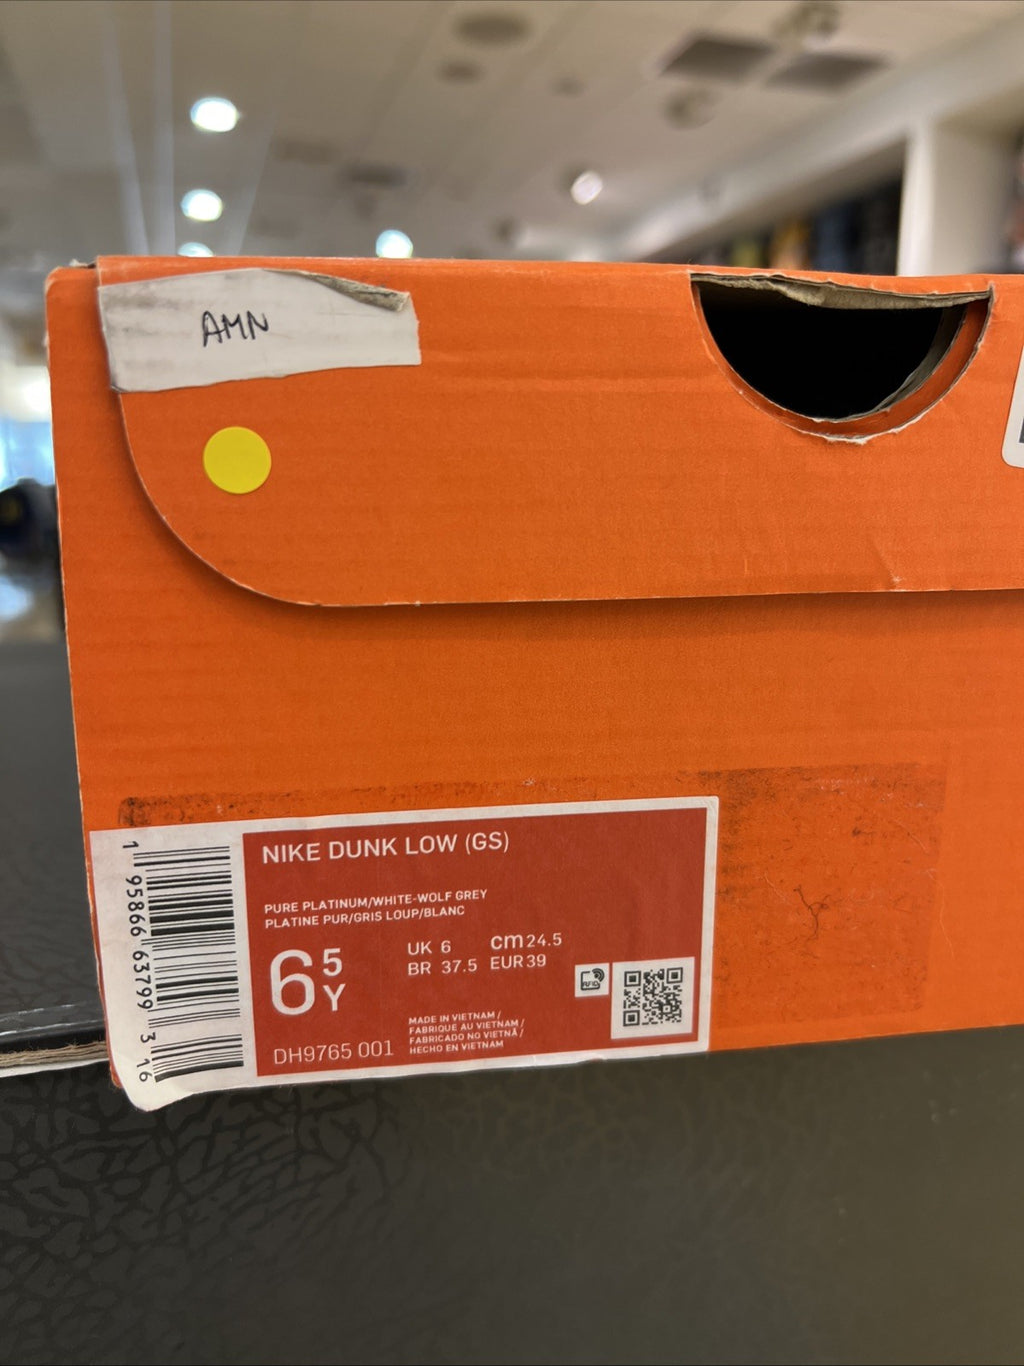 AMN
NIKE DUNK LOW (GS)
PURE PLATINUM/WHITE-WOLF GREY
PLATINE PUR/GRIS LOUP/BLANC
6 5Y
UK 6 cm 24.5
BR 37.5 EUR 39
RFID
MADE IN VIETNAM /
FABRIQUE AU VIETNAM /
FABRICADO NO VIETNÃ /
HECHO EN VIETNAM
DH9765 001
1 95866 63799 3 16